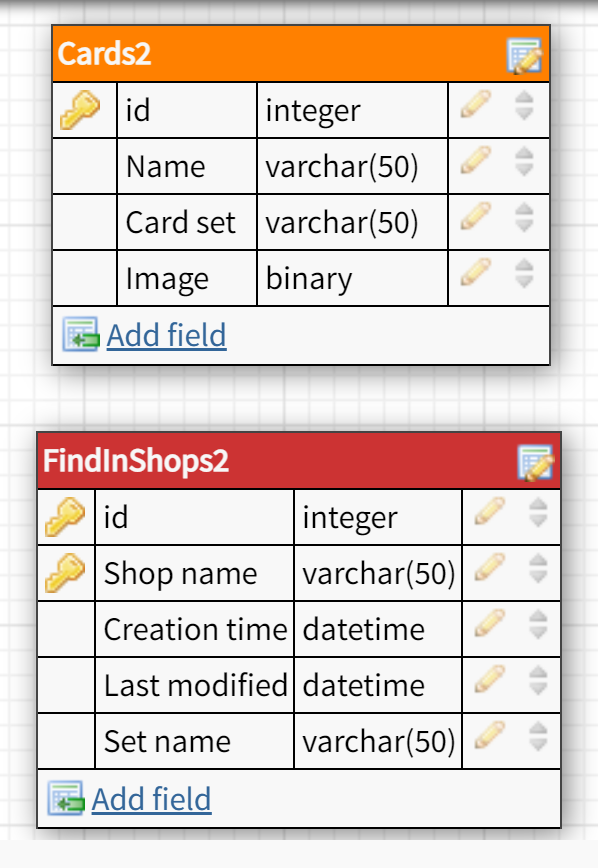 Cards2
id integer
Name varchar(50)
Card set varchar(50)
Image binary
Add field
FindInShops2
id integer
Shop name varchar(50)
Creation time datetime
Last modified datetime
Set name varchar(50)
Add field